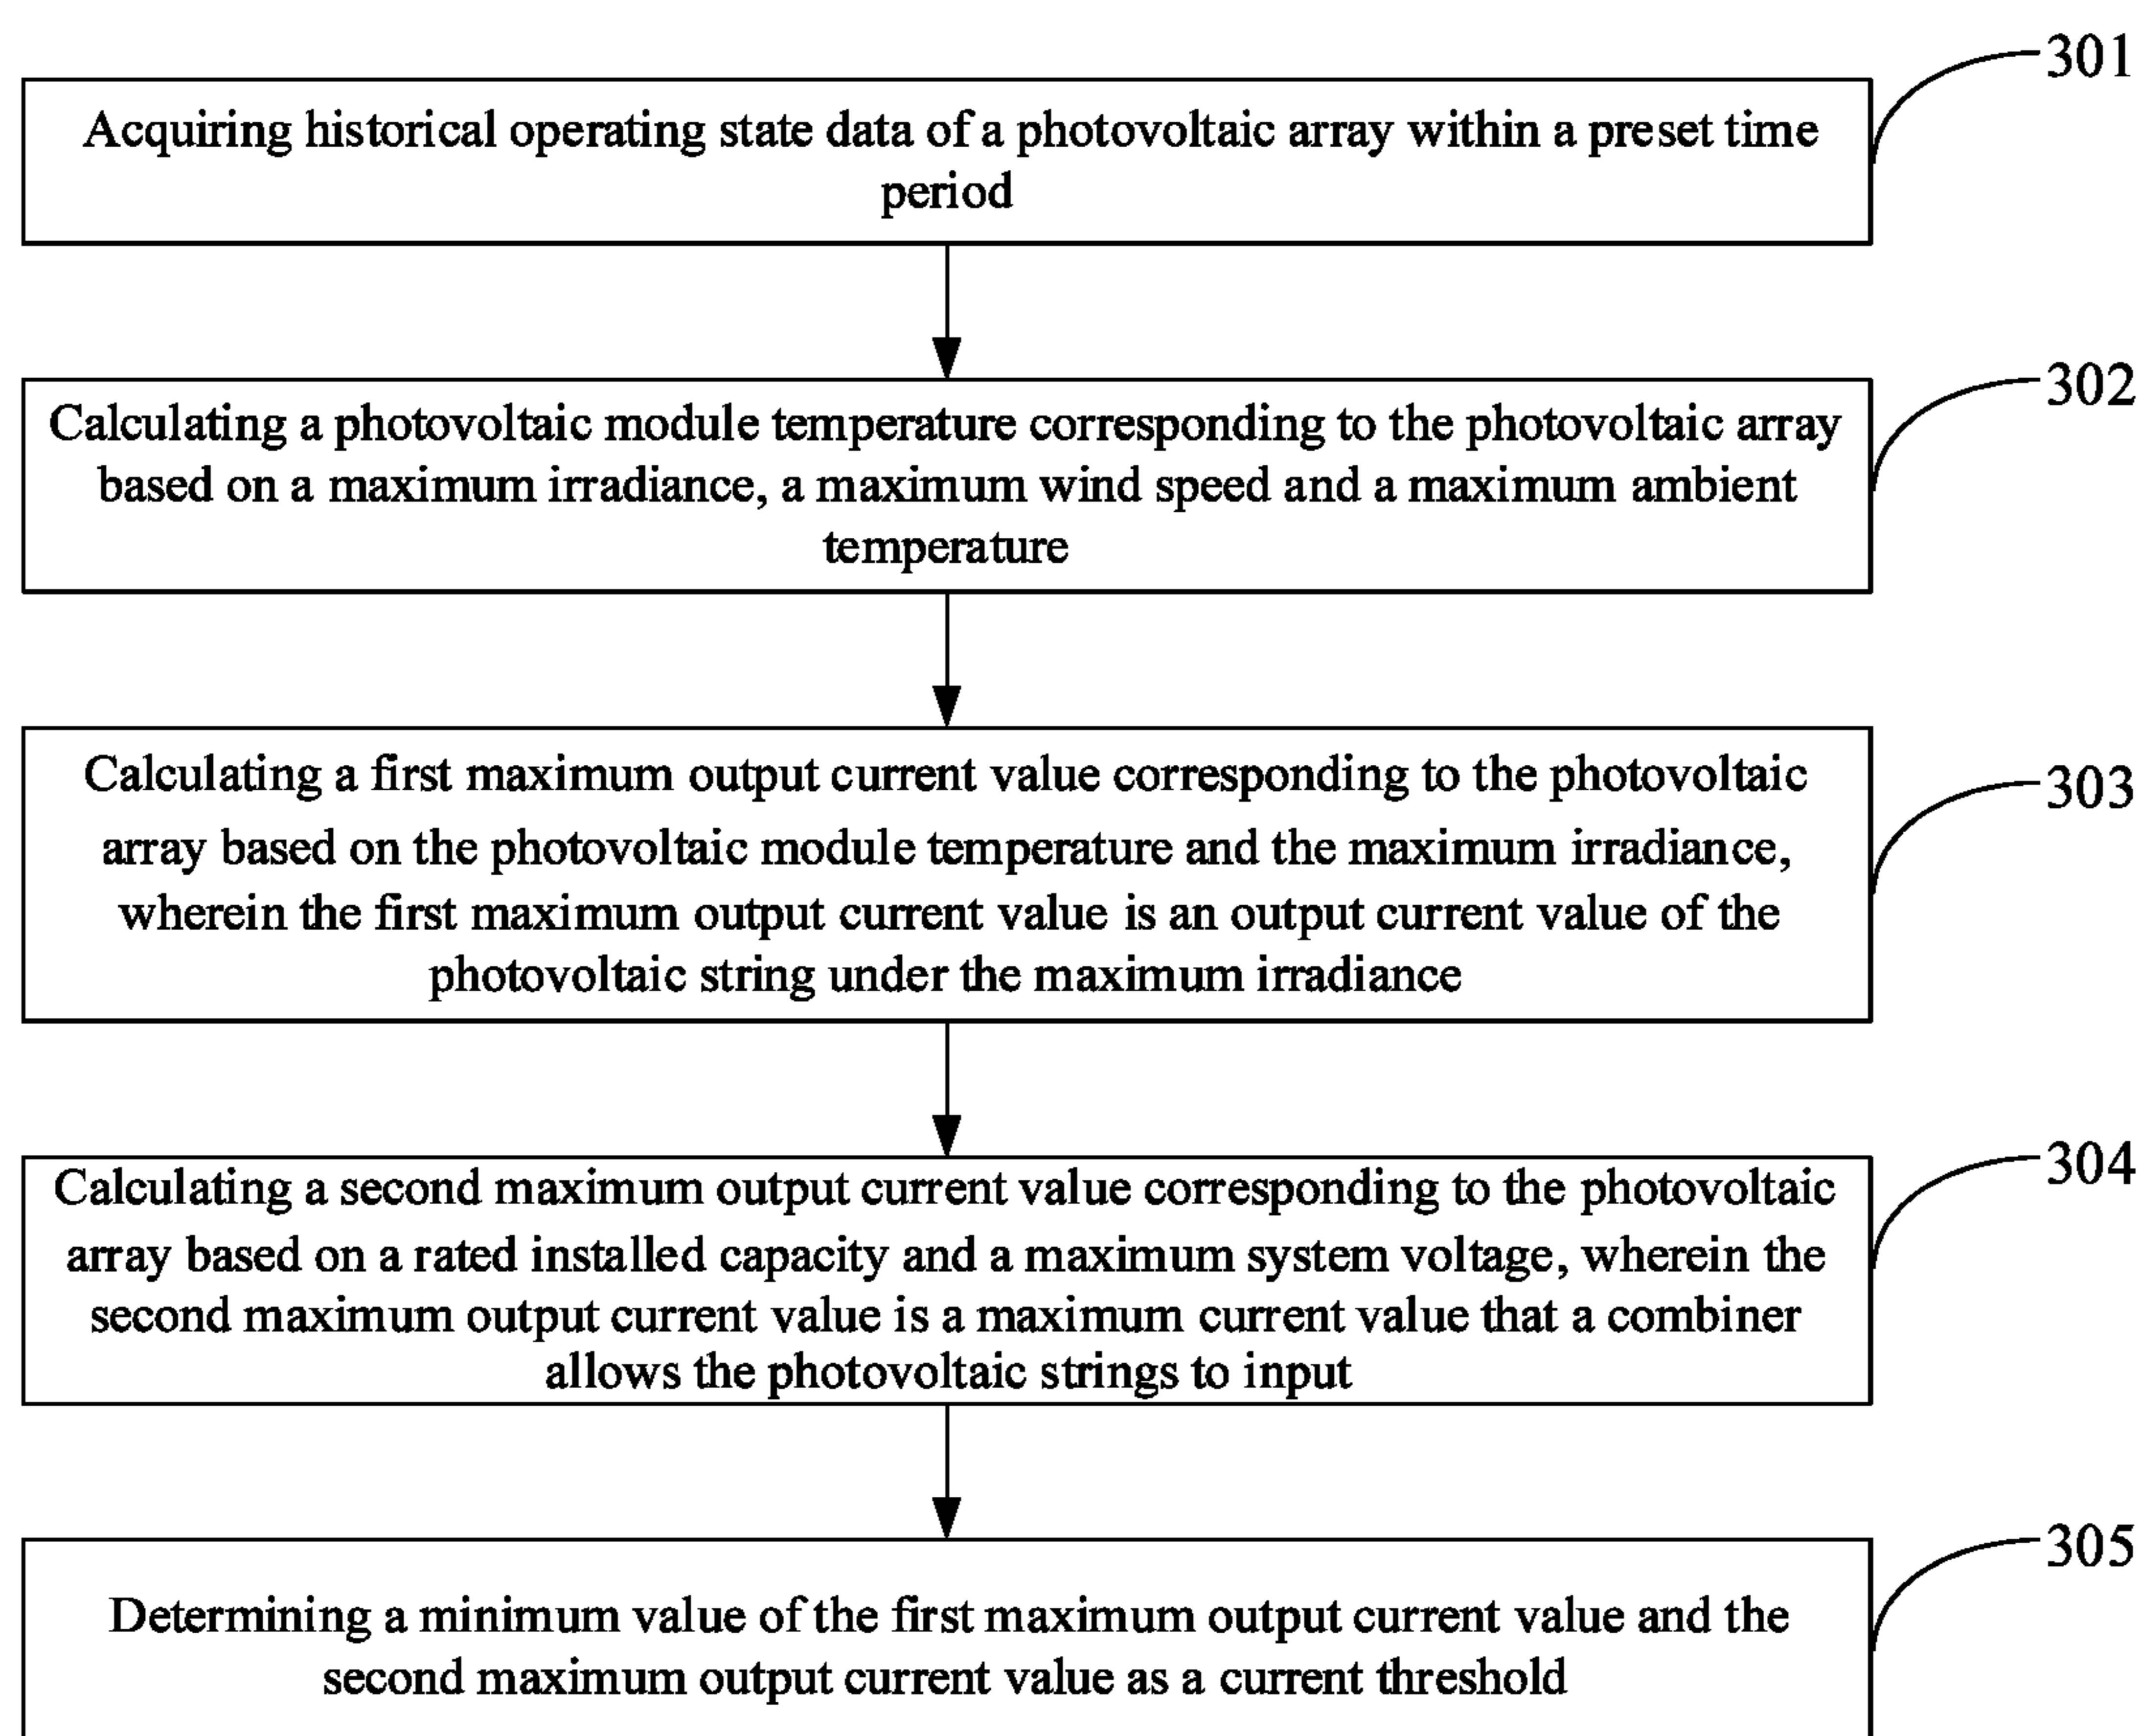 301
Acquiring historical operating state data of a photovoltaic array within a preset time
period
302
Calculating a photovoltaic module temperature corresponding to the photovoltaic array
based on a maximum irradiance, a maximum wind speed and a maximum ambient
temperature
303
Calculating a first maximum output current value corresponding to the photovoltaic
array based on the photovoltaic module temperature and the maximum irradiance,
wherein the first maximum output current value is an output current value of the
photovoltaic string under the maximum irradiance
304
Calculating a second maximum output current value corresponding to the photovoltaic
array based on a rated installed capacity and a maximum system voltage, wherein the
second maximum output current value is a maximum current value that a combiner
allows the photovoltaic strings to input
305
Determining a minimum value of the first maximum output current value and the
second maximum output current value as a current threshold